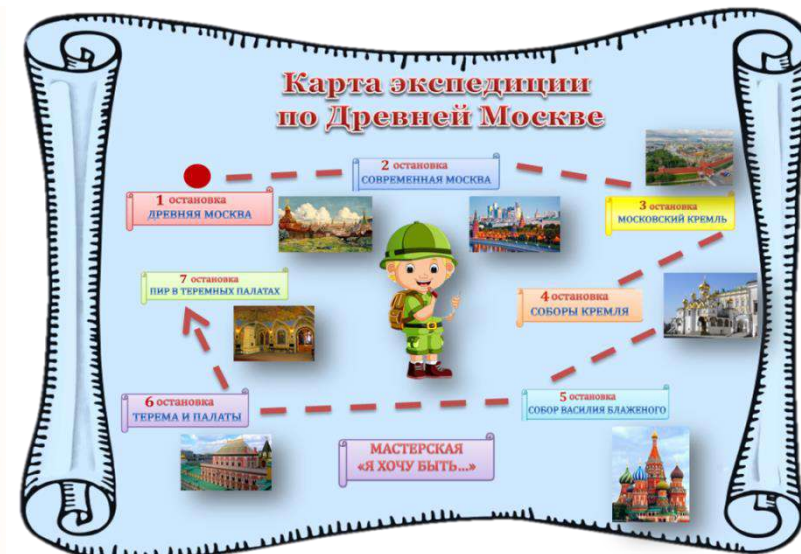 Карта экспедиции
по Древней Москве
1 остановка
ДРЕВНЯЯ МОСКВА
2 остановка
СОВРЕМЕННАЯ МОСКВА
3 остановка
МОСКОВСКИЙ КРЕМЛЬ
4 остановка
СОБОРЫ КРЕМЛЯ
5 остановка
СОБОР ВАСИЛИЯ БЛАЖЕНОГО
6 остановка
ТЕРЕМА И ПАЛАТЫ
7 остановка
ПИР В ТЕРЕМНЫХ ПАЛАТАХ
МАСТЕРСКАЯ
«Я ХОЧУ БЫТЬ...»